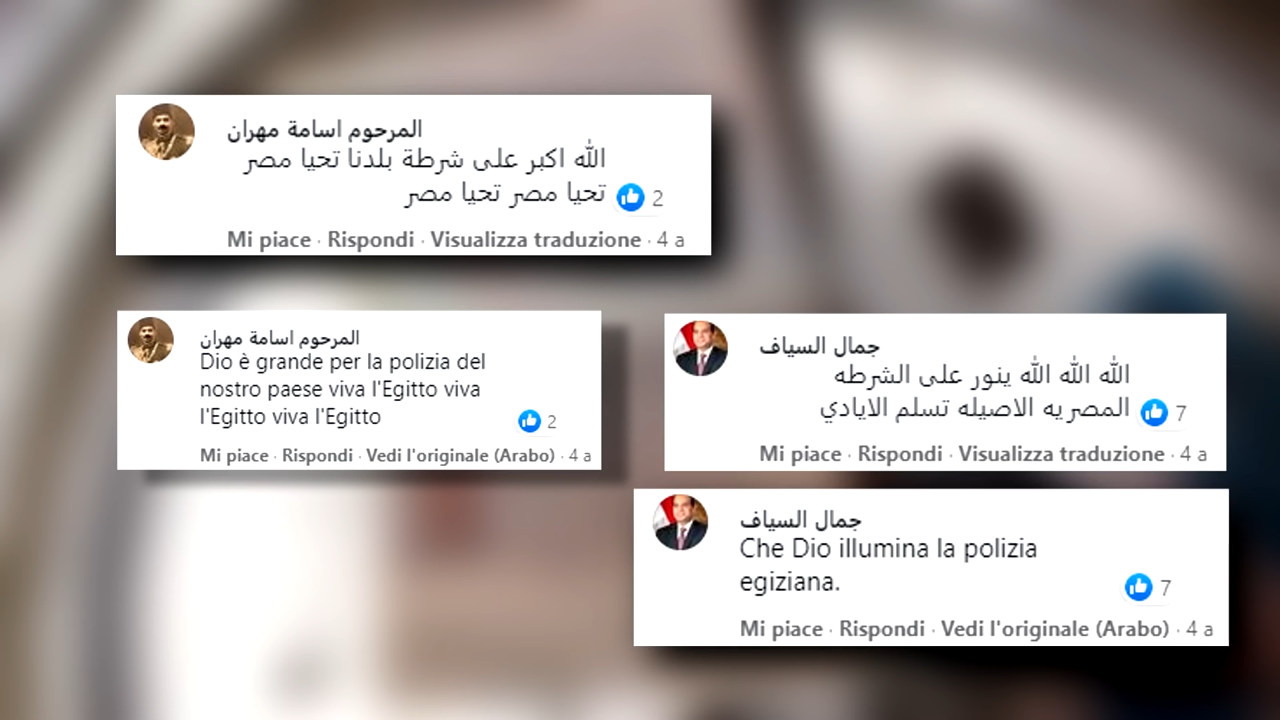 المرحوم اسامة مهران
الله اكبر على شرطة بلدنا تحيا مصر
تحيا مصر تحيا مصر
2
Mi piace · Rispondi · Visualizza traduzione · 4 a
المرحوم اسامة مهران
Dio è grande per la polizia del
nostro paese viva l'Egitto viva
l'Egitto viva l'Egitto
2
Mi piace · Rispondi · Vedi l'originale (Arabo) · 4 a
جمال السياف
الله الله الله ينور على الشرطه
المصريه الاصيله تسلم الايادي
7
Mi piace · Rispondi · Visualizza traduzione · 4 a
جمال السياف
Che Dio illumina la polizia
egiziana.
7
Mi piace · Rispondi · Vedi l'originale (Arabo) · 4 a